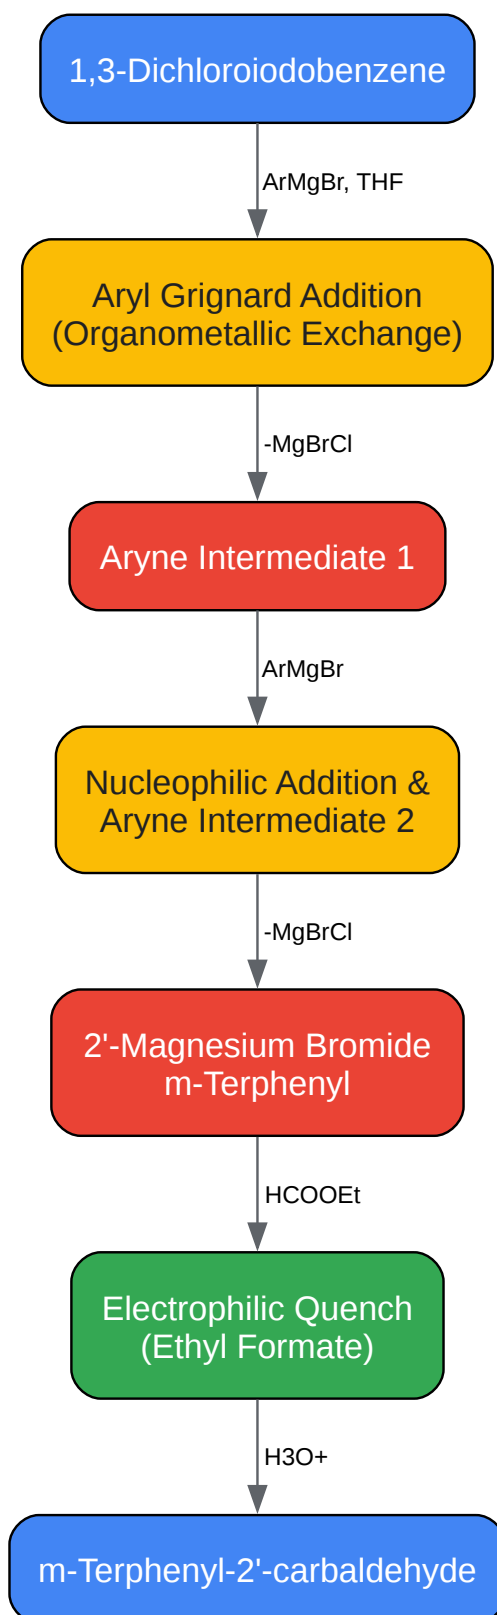 1,3-Dichloroiodobenzene
ArMgBr, THF
Aryl Grignard Addition
(Organometallic Exchange)
-MgBrCl
Aryne Intermediate 1
ArMgBr
Nucleophilic Addition &
Aryne Intermediate 2
-MgBrCl
2'-Magnesium Bromide
m-Terphenyl
HCOOEt
Electrophilic Quench
(Ethyl Formate)
H3O+
m-Terphenyl-2'-carbaldehyde